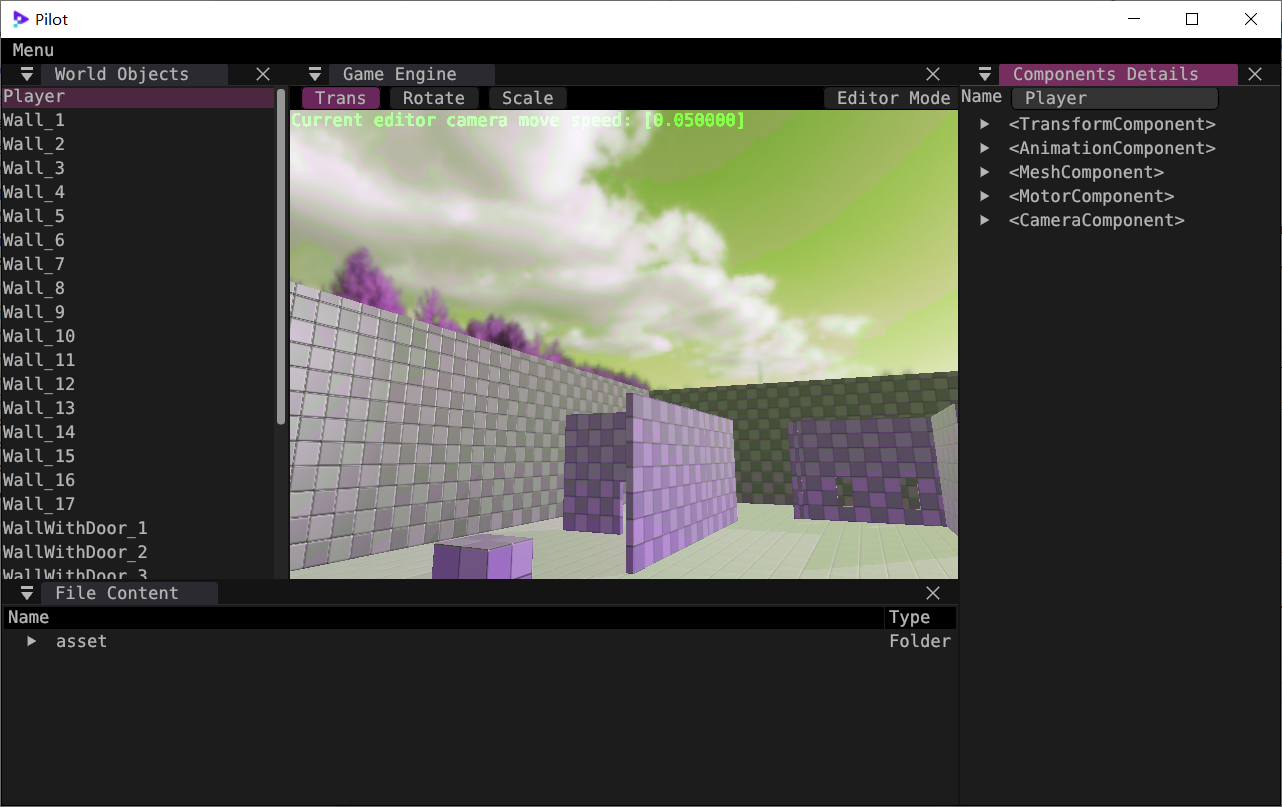 Pilot
Menu
World Objects
Game Engine
Components Details
Player
Wall_1
Wall_2
Wall_3
Wall_4
Wall_5
Wall_6
Wall_7
Wall_8
Wall_9
Wall_10
Wall_11
Wall_12
Wall_13
Wall_14
Wall_15
Wall_16
Wall_17
WallWithDoor_1
WallWithDoor_2
WallWithDoor_3
Trans Rotate Scale Editor Mode
Current editor camera move speed: [0.050000]
Name Player
<TransformComponent>
<AnimationComponent>
<MeshComponent>
<MotorComponent>
<CameraComponent>
File Content
Name Type
asset Folder